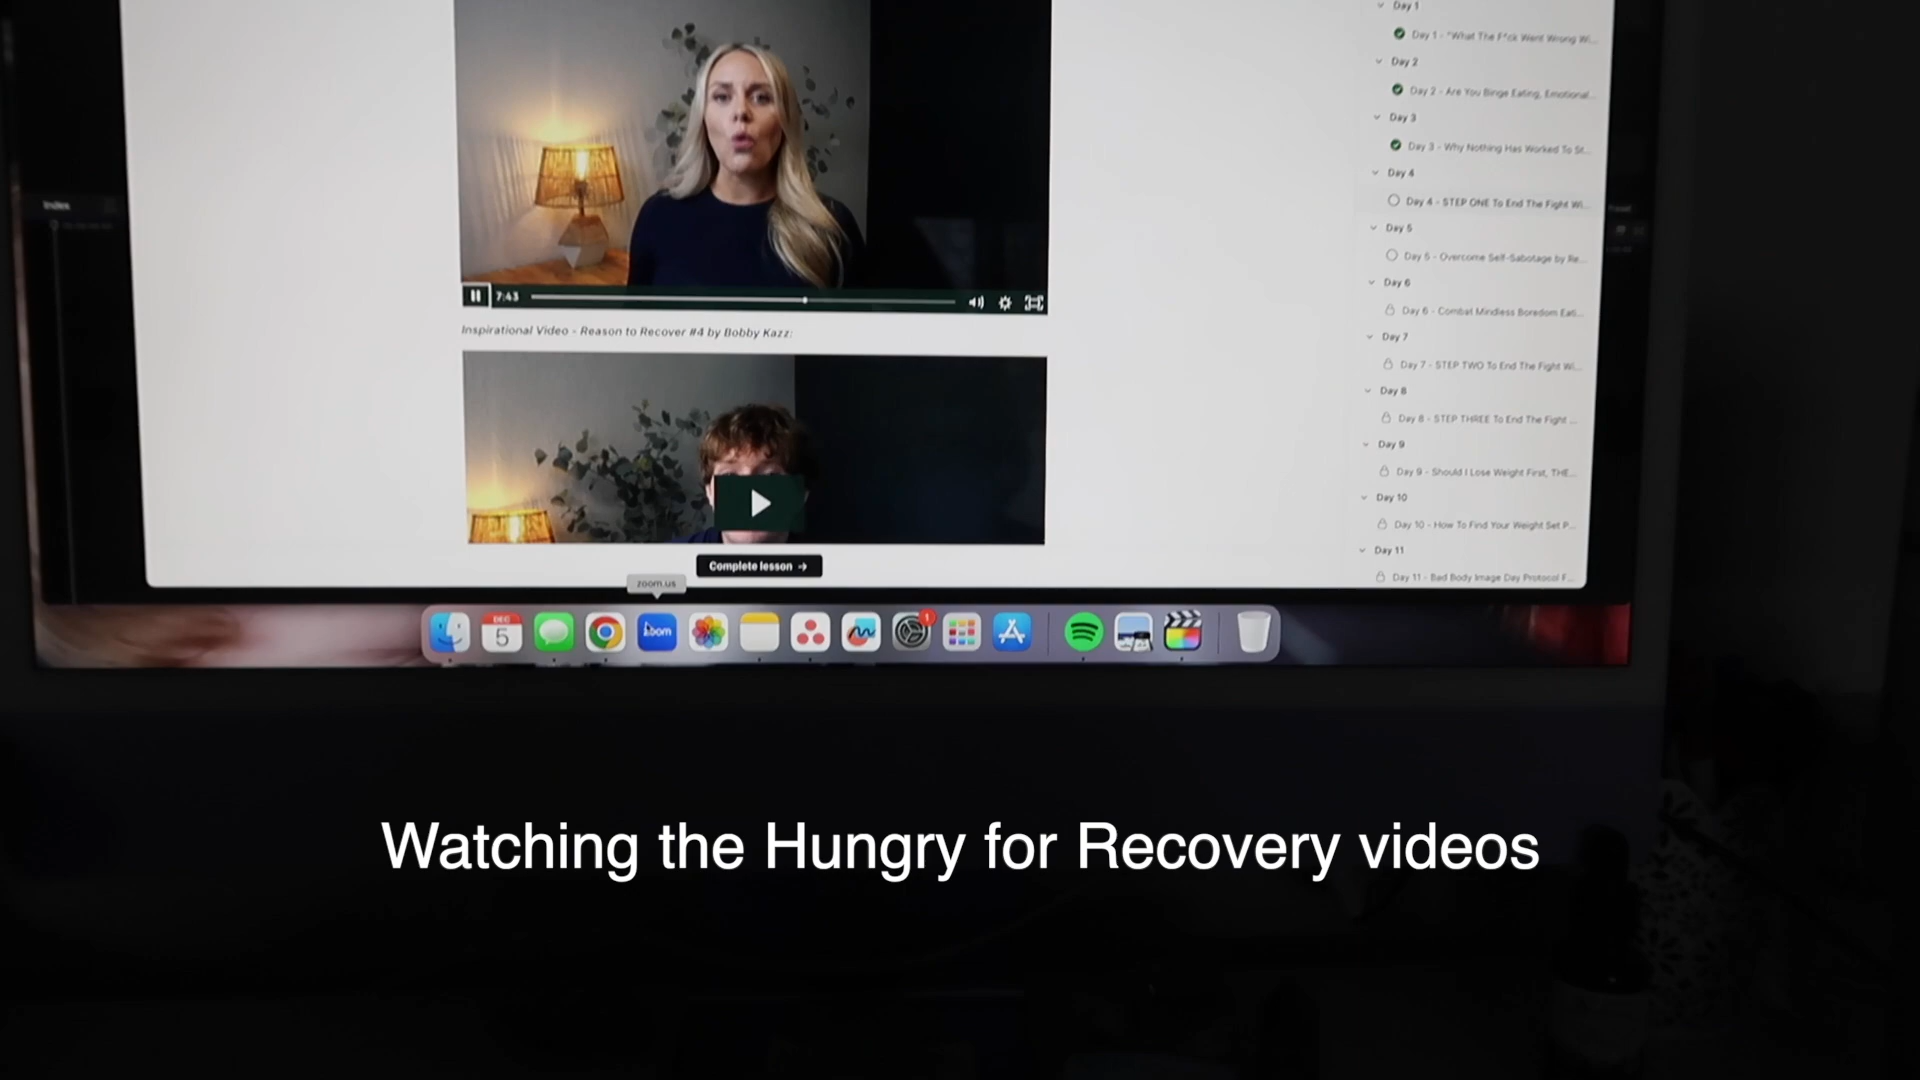 Day 1
Day 1 - "What The F*ck Went Wrong Wi...
Day 2
Day 2 - Are You Binge Eating, Emotional...
Day 3
Day 3 - Why Nothing Has Worked To St...
Day 4
Day 4 - STEP ONE To End The Fight Wi...
Day 5
Day 5 - Overcome Self-Sabotage by Re...
Day 6
Day 6 - Combat Mindless Boredom Eati...
Day 7
Day 7 - STEP TWO To End The Fight Wi...
Day 8
Day 8 - STEP THREE To End The Fight ...
Day 9
Day 9 - Should I Lose Weight First, THE...
Day 10
Day 10 - How To Find Your Weight Set P...
Day 11
Day 11 - Bad Body Image Day Protocol F...
Index
7:43
Inspirational Video - Reason to Recover #4 by Bobby Kazz:
Complete lesson →
zoom.us
DEC
5
zoom
1
Watching the Hungry for Recovery videos